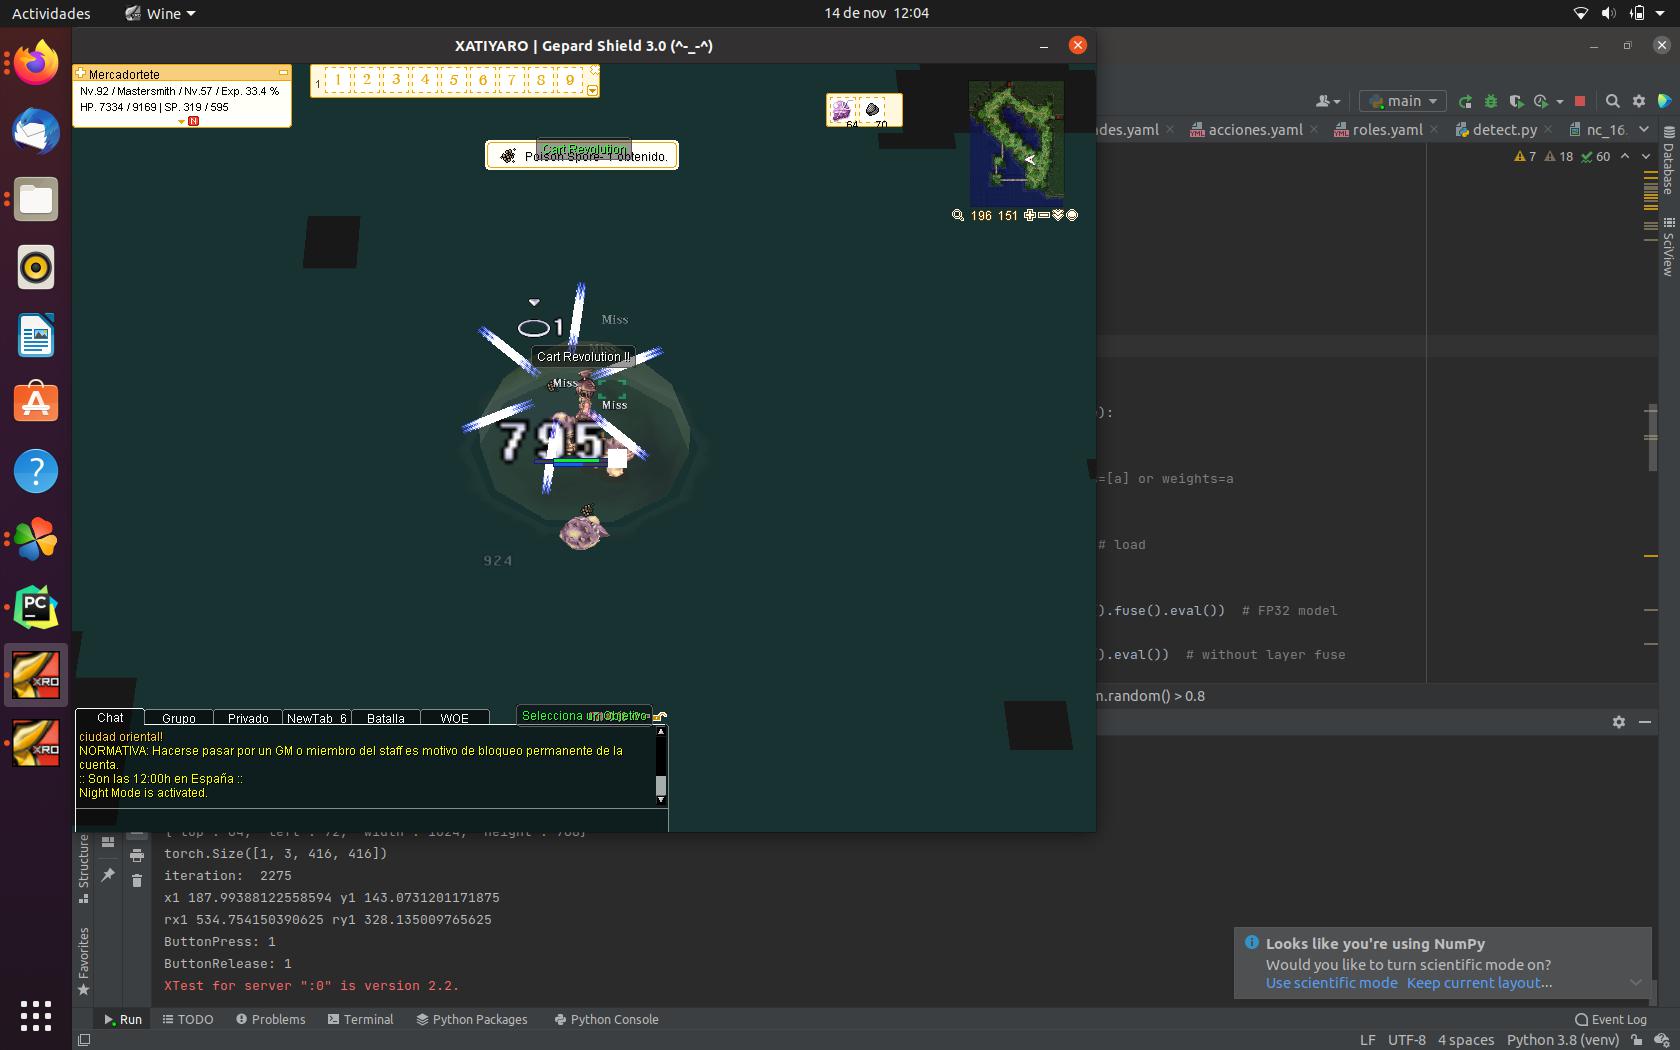 Actividades
Wine
14 de nov 12:04
XATIYARO | Gepard Shield 3.0 (^-_-^)
Mercadortete
Nv.92 / Mastersmith / Nv.57 / Exp. 33.4 %
HP. 7334 / 9169 | SP. 319 / 595
N
1 1 2 3 4 5 6 7 8 9
64 70
Cart Revolution
Poison Spore- 1 obtenido.
196 151
Miss
1
Miss
Cart Revolution !!
Miss
Miss
795
924
Chat Grupo Privado NewTab_6 Batalla WOE
Selecciona un objetivo
ciudad oriental!
NORMATIVA: Hacerse pasar por un GM o miembro del staff es motivo de bloqueo permanente de la
cuenta.
:: Son las 12:00h en España ::
Night Mode is activated.
main
des.yaml acciones.yaml roles.yaml detect.py nc_16.
7 18 60
Database
SciView
):
=[a] or weights=a
# load
).fuse().eval()) # FP32 model
).eval()) # without layer fuse
m.random() > 0.8
Structure
Favorites
torch.Size([1, 3, 416, 416])
iteration:  2275
x1 187.99388122558594 y1 143.0731201171875
rx1 534.754150390625 ry1 328.135009765625
ButtonPress: 1
ButtonRelease: 1
XTest for server ":0" is version 2.2.
Looks like you're using NumPy
Would you like to turn scientific mode on?
Use scientific mode Keep current layout...
Run TODO Problems Terminal Python Packages Python Console
Event Log
LF UTF-8 4 spaces Python 3.8 (venv)
PC
XRO
XRO